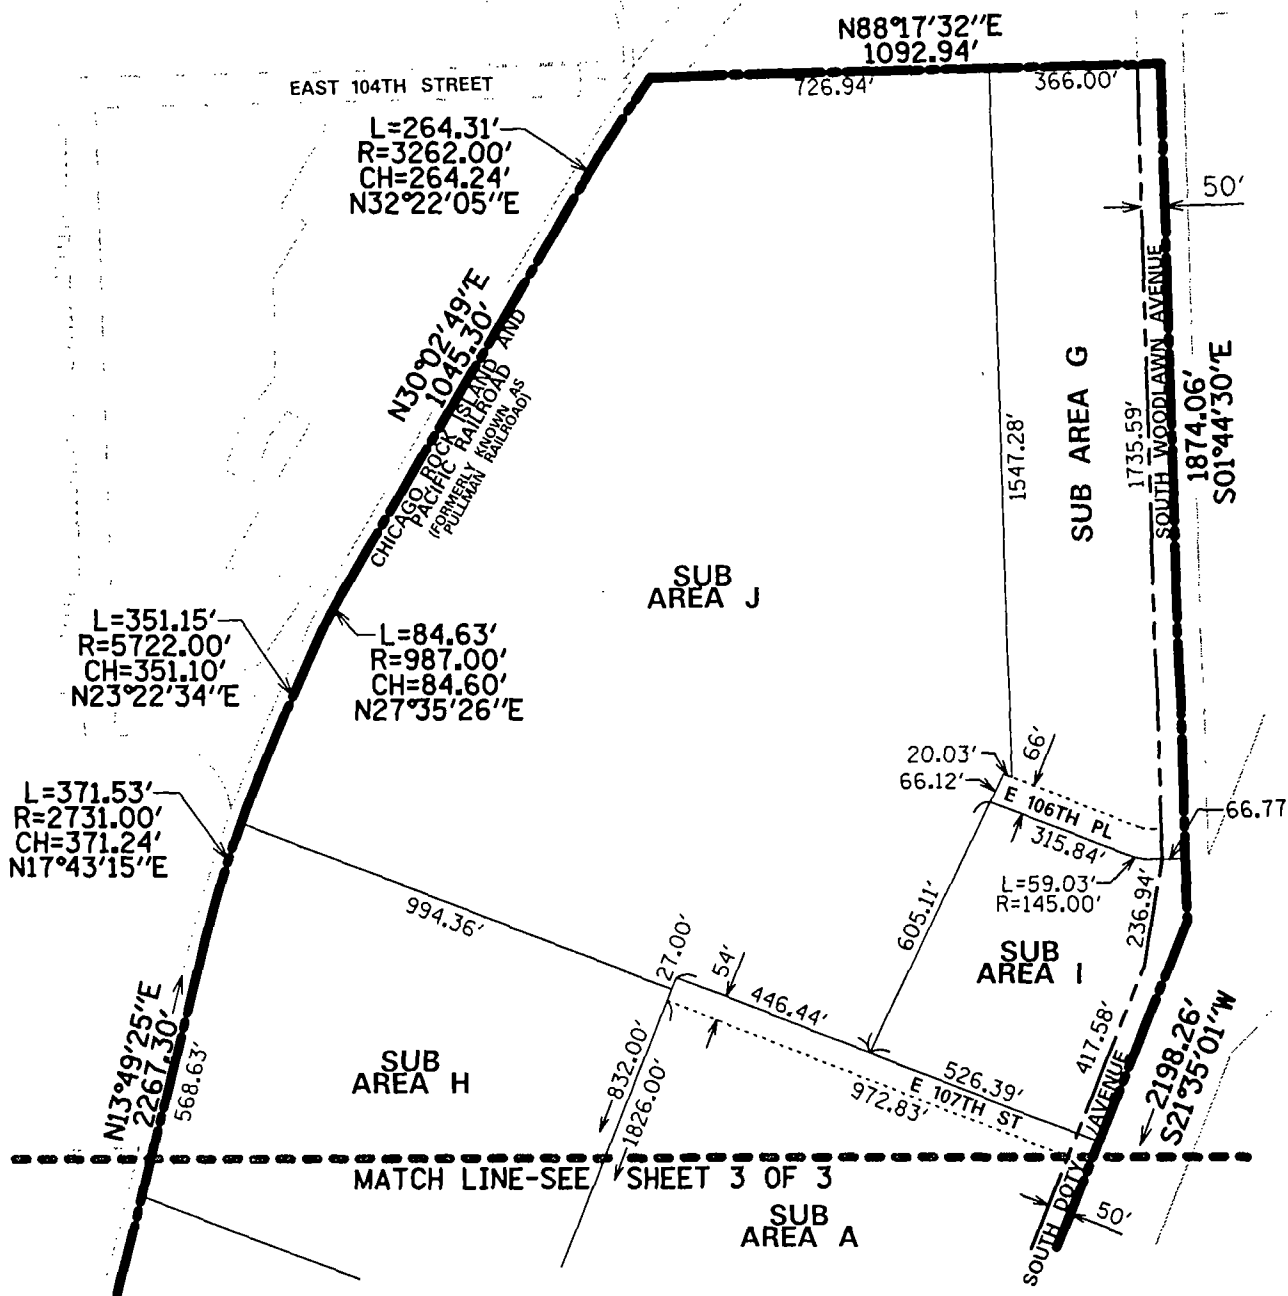 N88°17'32"E
1092.94'
726.94'
366.00'
EAST 104TH STREET
L=264.31'
R=3262.00'
CH=264.24'
N32°22'05"E
50'
N30°02'49"E
1045.30'
CHICAGO, ROCK ISLAND AND
PACIFIC RAILROAD
(FORMERLY KNOWN AS
PULLMAN RAILROAD)
1547.28'
SUB AREA G
1735.59'
SOUTH WOODLAWN AVENUE
1874.06'
S01°44'30"E
SUB
AREA J
L=351.15'
R=5722.00'
CH=351.10'
N23°22'34"E
L=84.63'
R=987.00'
CH=84.60'
N27°35'26"E
20.03'
66'
66.12'
E 106TH PL
315.84'
66.77
L=371.53'
R=2731.00'
CH=371.24'
N17°43'15"E
L=59.03'
R=145.00'
236.94'
994.36'
605.11'
27.00'
54'
446.44'
SUB
AREA I
N13°49'25"E
2267.30'
568.63'
SUB
AREA H
832.00'
1826.00'
526.39'
E 107TH ST
972.83'
417.58'
2198.26'
S21°35'01"W
MATCH LINE-SEE SHEET 3 OF 3
SUB
AREA A
SOUTH DOTY AVENUE
50'